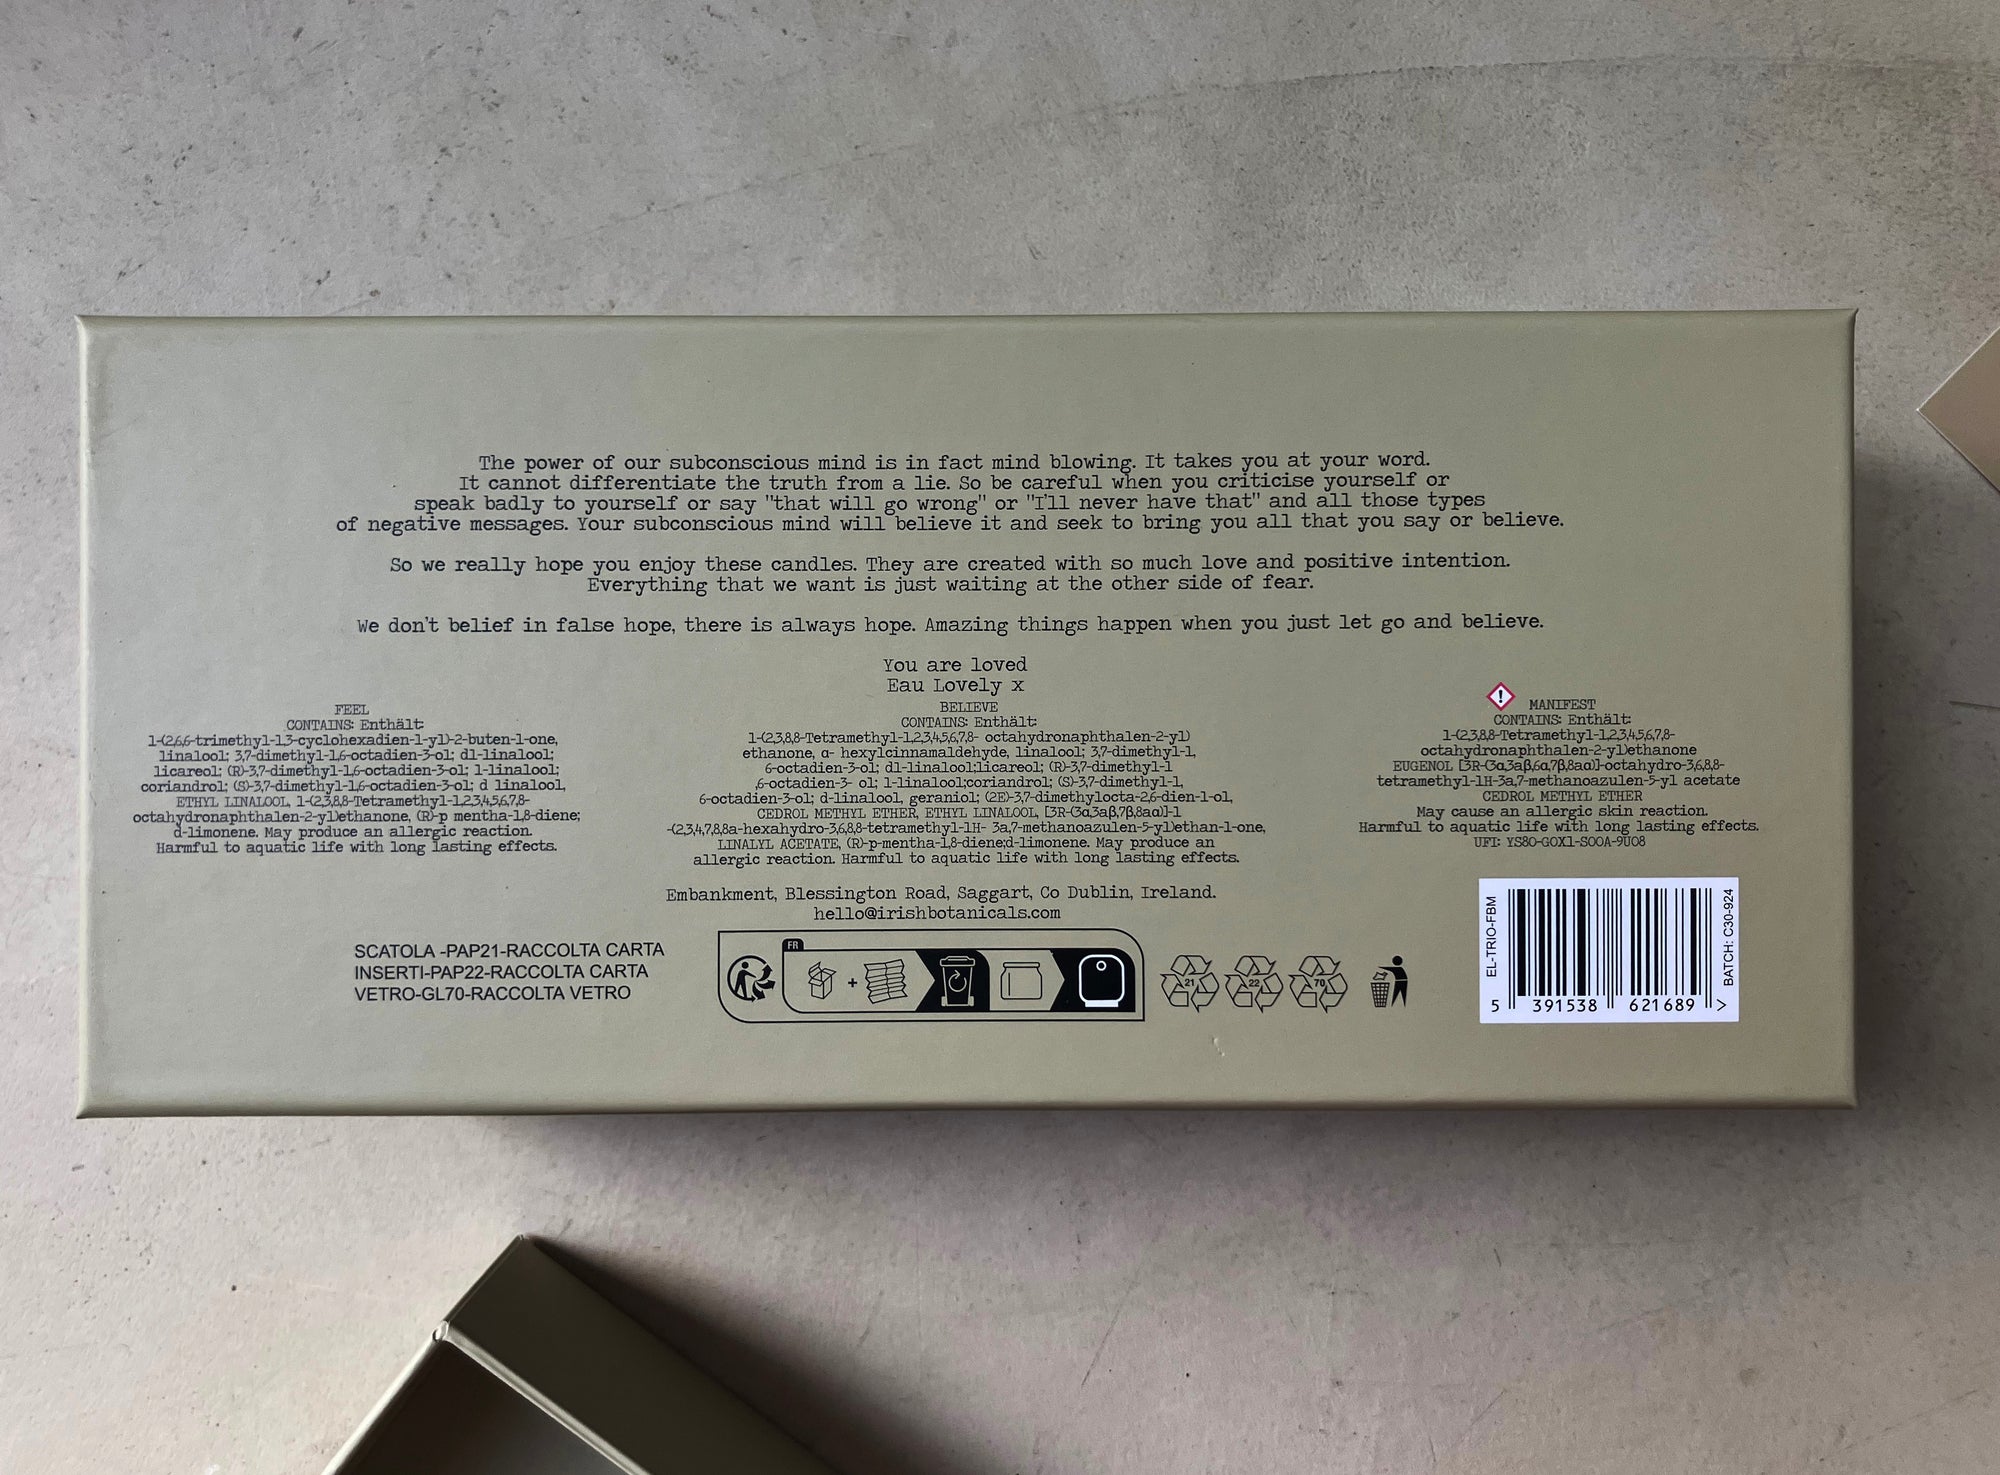 The power of our subconscious mind is in fact mind blowing. It takes you at your word.
It cannot differentiate the truth from a lie. So be careful when you criticise yourself or
speak badly to yourself or say "that will go wrong" or "I'll never have that" and all those types
of negative messages. Your subconscious mind will believe it and seek to bring you all that you say or believe.
So we really hope you enjoy these candles. They are created with so much love and positive intention.
Everything that we want is just waiting at the other side of fear.
We don't belief in false hope, there is always hope. Amazing things happen when you just let go and believe.
You are loved
Eau Lovely x
FEEL
CONTAINS: Enthält:
1-(2,6,6-trimethyl-1,3-cyclohexadien-1-yl)-2-buten-1-one,
linalool; 3,7-dimethyl-1,6-octadien-3-ol; dl-linalool;
licareol; (R)-3,7-dimethyl-1,6-octadien-3-ol; l-linalool;
coriandrol; (S)-3,7-dimethyl-1,6-octadien-3-ol; d linalool,
ETHYL LINALOOL, 1-(2,3,8,8-Tetramethyl-1,2,3,4,5,6,7,8-
octahydronaphthalen-2-yl)ethanone, (R)-p mentha-1,8-diene;
d-limonene. May produce an allergic reaction.
Harmful to aquatic life with long lasting effects.
BELIEVE
CONTAINS: Enthält:
1-(2,3,8,8-Tetramethyl-1,2,3,4,5,6,7,8- octahydronaphthalen-2-yl)
ethanone, α- hexylcinnamaldehyde, linalool; 3,7-dimethyl-1,
6-octadien-3-ol; dl-linalool;licareol; (R)-3,7-dimethyl-1
,6-octadien-3- ol; l-linalool;coriandrol; (S)-3,7-dimethyl-1,
6-octadien-3-ol; d-linalool, geraniol; (2E)-3,7-dimethylocta-2,6-dien-1-ol,
CEDROL METHYL ETHER, ETHYL LINALOOL, [3R-(3α,3aβ,7β,8aα)]-1
-(2,3,4,7,8,8a-hexahydro-3,6,8,8-tetramethyl-1H- 3a,7-methanoazulen-5-yl)ethan-1-one,
LINALYL ACETATE, (R)-p-mentha-1,8-diene;d-limonene. May produce an
allergic reaction. Harmful to aquatic life with long lasting effects.
MANIFEST
CONTAINS: Enthält:
1-(2,3,8,8-Tetramethyl-1,2,3,4,5,6,7,8-
octahydronaphthalen-2-yl)ethanone
EUGENOL [3R-(3α,3aβ,6α,7β,8aα)]-octahydro-3,6,8,8-
tetramethyl-1H-3a,7-methanoazulen-5-yl acetate
CEDROL METHYL ETHER
May cause an allergic skin reaction.
Harmful to aquatic life with long lasting effects.
UFI: YS80-G0X1-S00A-9U08
Embankment, Blessington Road, Saggart, Co Dublin, Ireland.
hello@irishbotanicals.com
SCATOLA -PAP21-RACCOLTA CARTA
INSERTI-PAP22-RACCOLTA CARTA
VETRO-GL70-RACCOLTA VETRO
FR
21
22
70
EL-TRIO-FBM
BATCH: C30-924
5 391538 621689 >